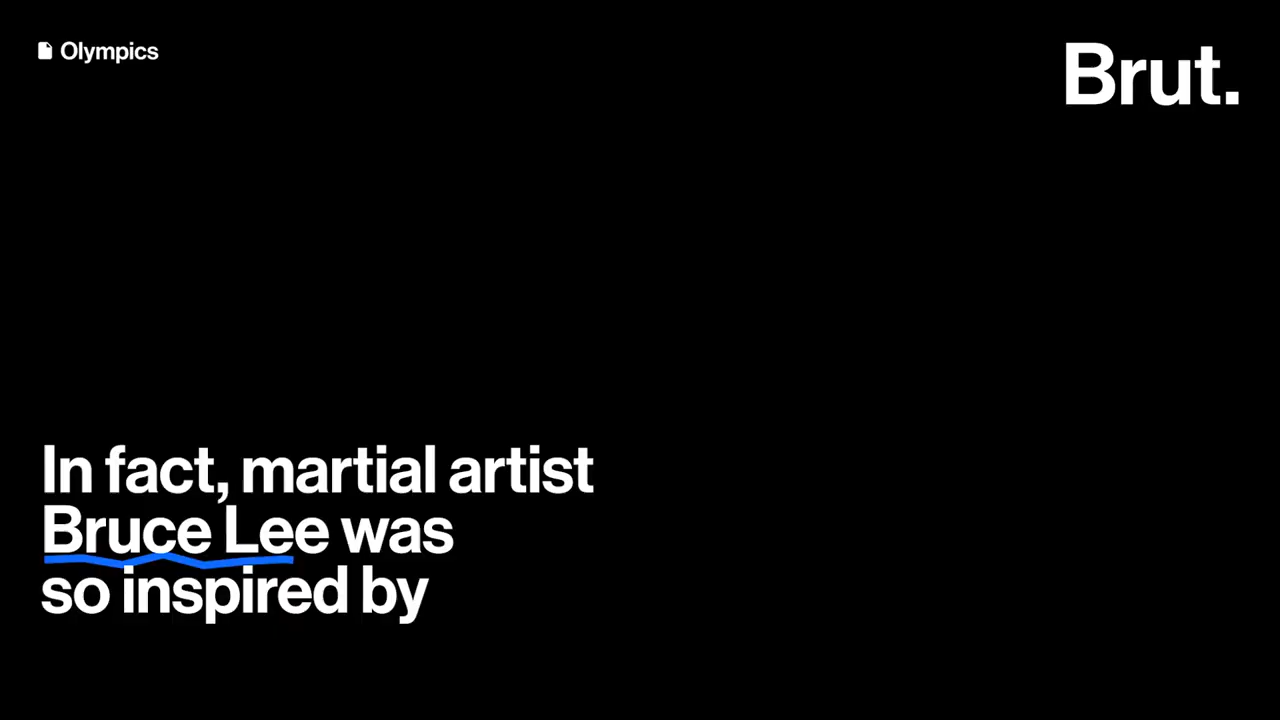 Olympics
Brut.
In fact, martial artist
Bruce Lee was
so inspired by